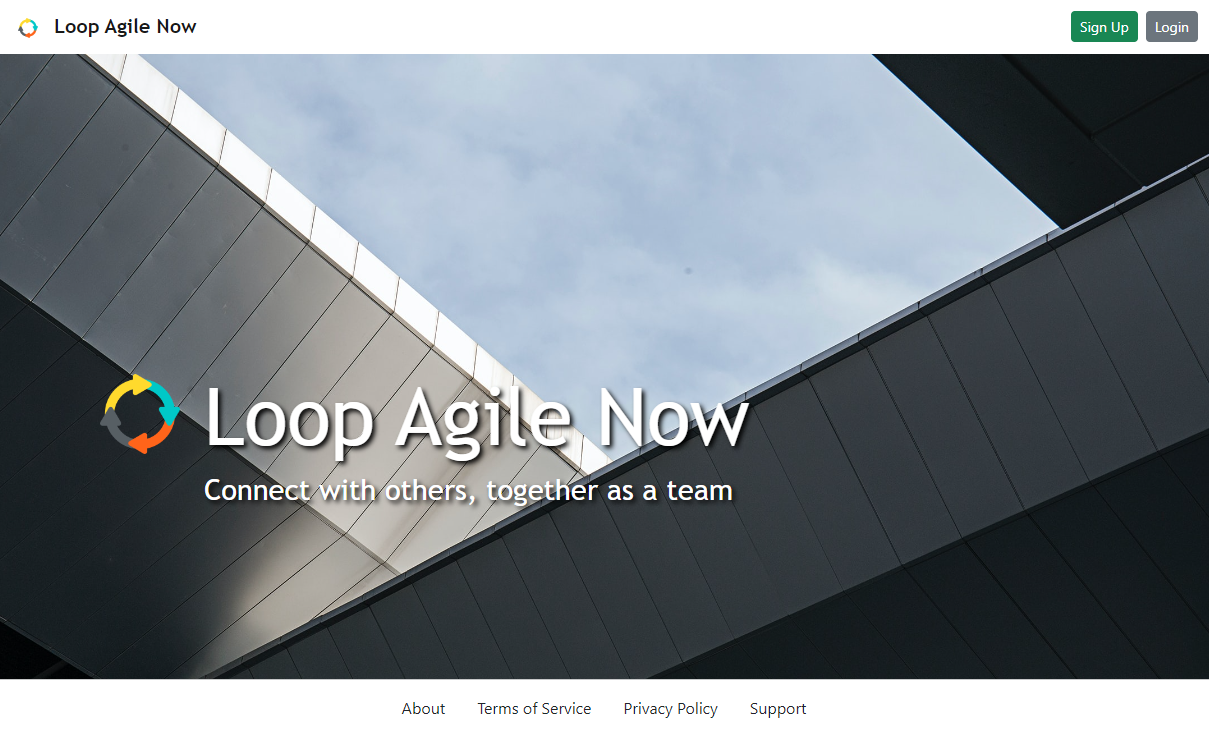 Loop Agile Now
Sign Up
Login
Loop Agile Now
Connect with others, together as a team
About
Terms of Service
Privacy Policy
Support